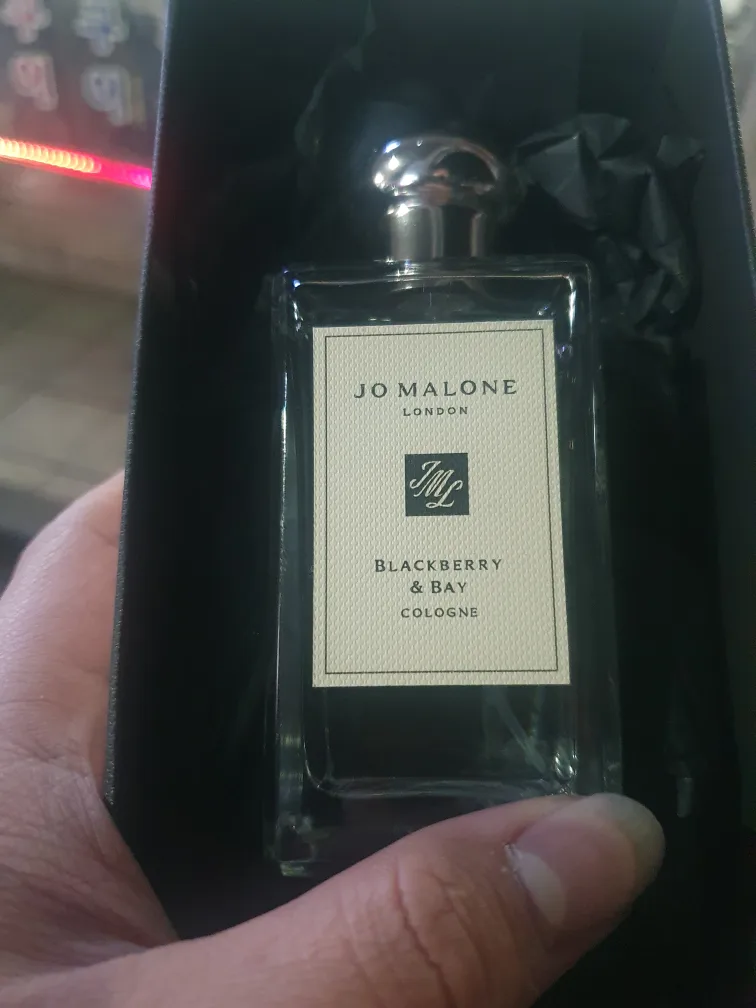 JO MALONE
LONDON
JML
BLACKBERRY
& BAY
COLOGNE